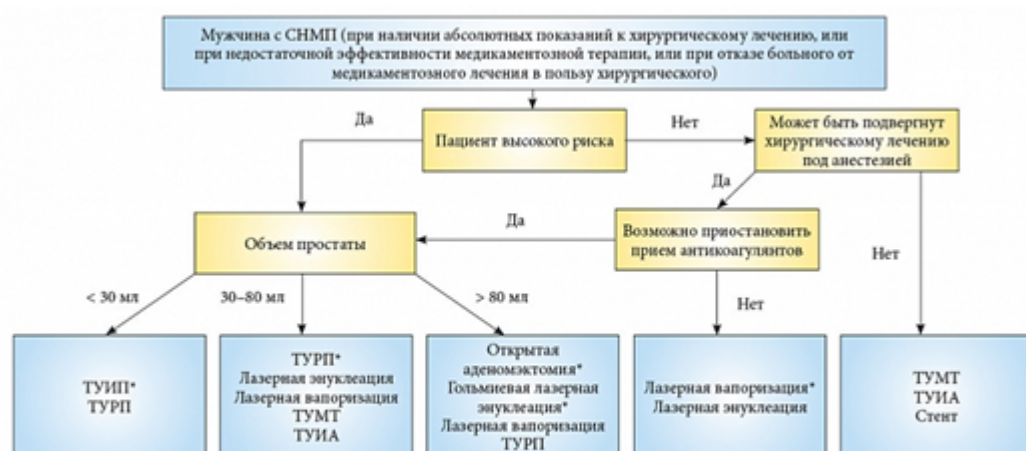 Мужчина с СНМП (при наличии абсолютных показаний к хирургическому лечению, или
при недостаточной эффективности медикаментозной терапии, или при отказе больного от
медикаментозного лечения в пользу хирургического)
Да
Пациент высокого риска
Нет
Может быть подвергнут
хирургическому лечению
под анестезией
Да
Объем простаты
Да
Возможно приостановить
прием антикоагулянтов
Нет
< 30 мл
30–80 мл
> 80 мл
Нет
ТУИП*
ТУРП
ТУРП*
Лазерная энуклеация
Лазерная вапоризация
ТУМТ
ТУИА
Открытая
аденомэктомия*
Гольмиевая лазерная
энуклеация*
Лазерная вапоризация
ТУРП
Лазерная вапоризация*
Лазерная энуклеация
ТУМТ
ТУИА
Стент